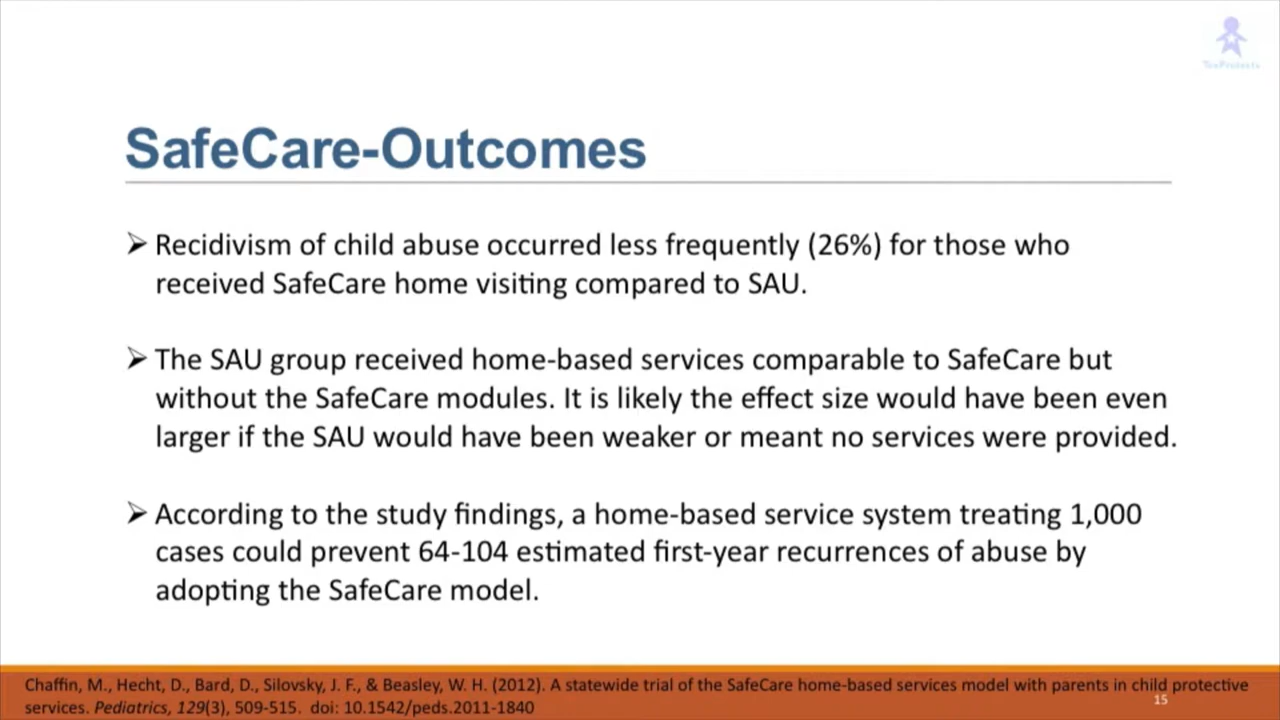 TenProtects
SafeCare-Outcomes
➢ Recidivism of child abuse occurred less frequently (26%) for those who
received SafeCare home visiting compared to SAU.
➢ The SAU group received home-based services comparable to SafeCare but
without the SafeCare modules. It is likely the effect size would have been even
larger if the SAU would have been weaker or meant no services were provided.
➢ According to the study findings, a home-based service system treating 1,000
cases could prevent 64-104 estimated first-year recurrences of abuse by
adopting the SafeCare model.
Chaffin, M., Hecht, D., Bard, D., Silovsky, J. F., & Beasley, W. H. (2012). A statewide trial of the SafeCare home-based services model with parents in child protective
services. Pediatrics, 129(3), 509-515. doi: 10.1542/peds.2011-1840
15